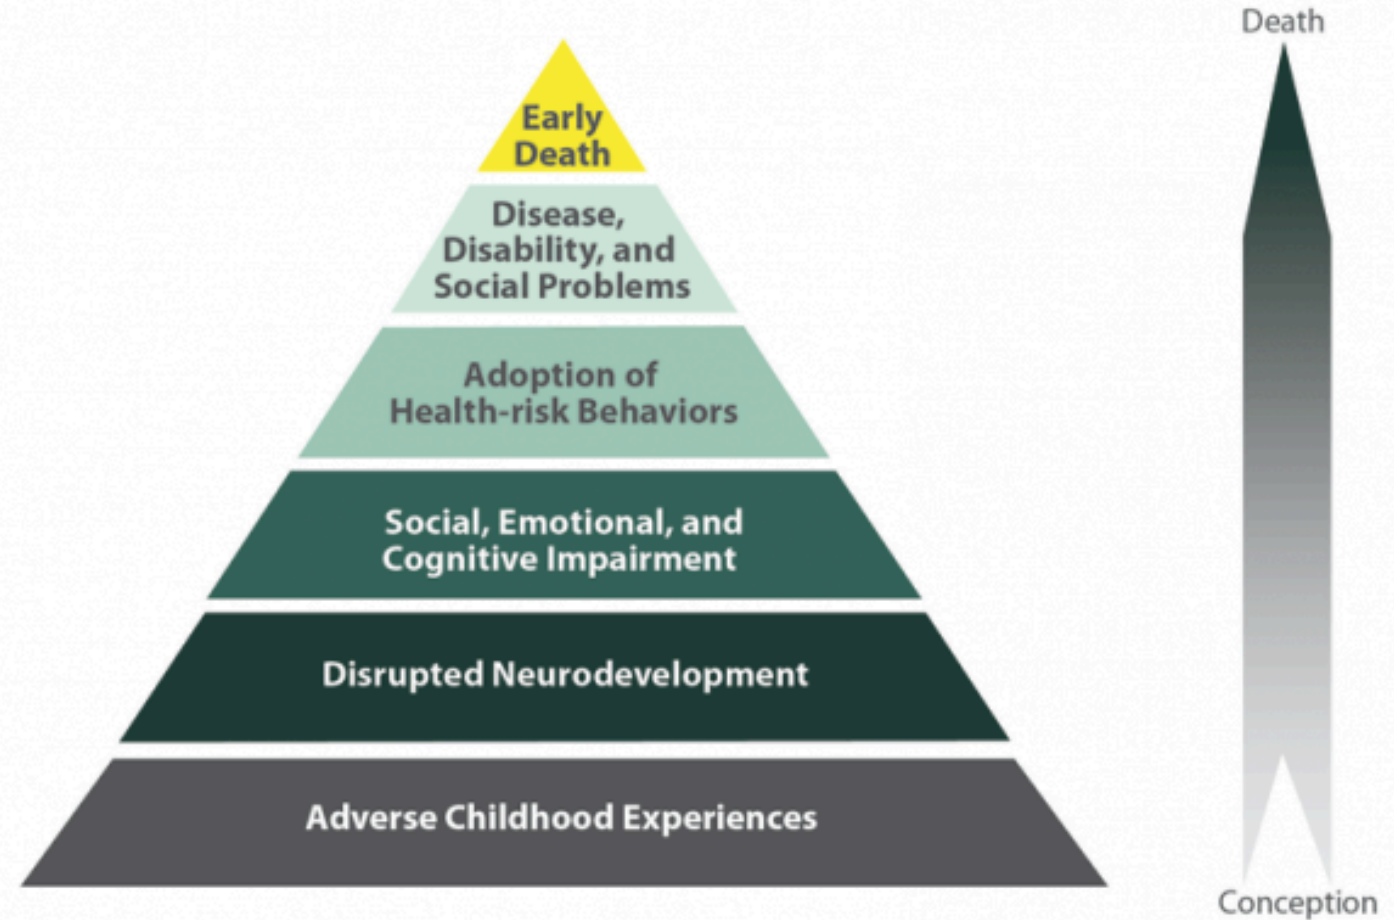 Death
Early
Death
Disease,
Disability, and
Social Problems
Adoption of
Health-risk Behaviors
Social, Emotional, and
Cognitive Impairment
Disrupted Neurodevelopment
Adverse Childhood Experiences
Conception